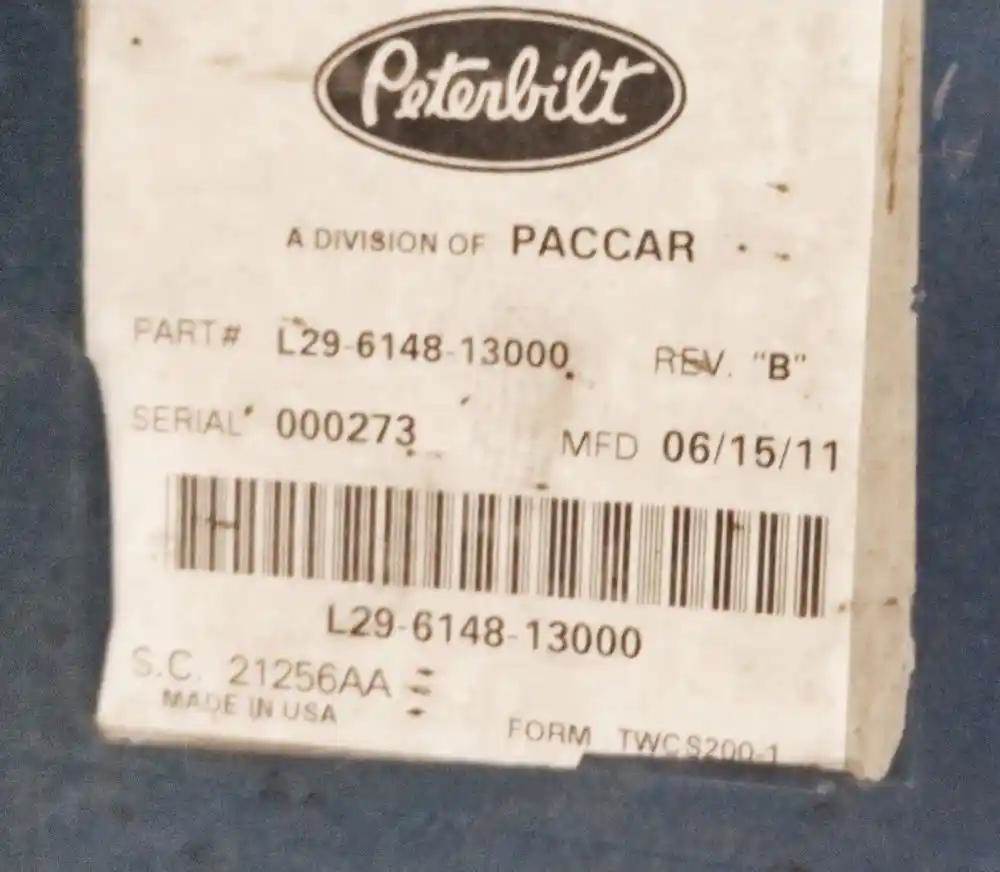 Peterbilt
A DIVISION OF PACCAR
PART# L29-6148-13000 REV. "B"
SERIAL 000273 MFD 06/15/11
L29-6148-13000
S.C. 21256AA
MADE IN USA
FORM TWCS200-1